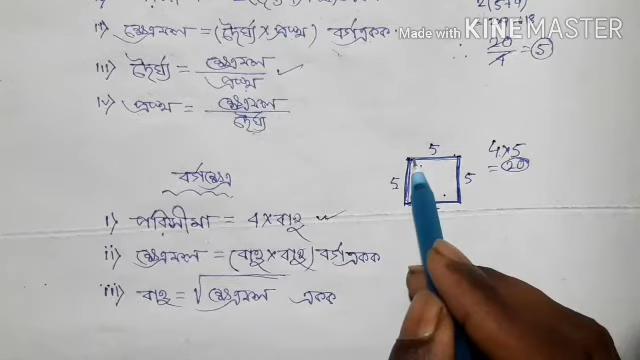 ii) ক্ষেত্রফল = (দৈর্ঘ্য × প্রস্থ) বর্গএকক
iii) দৈর্ঘ্য = ক্ষেত্রফল / প্রস্থ ✓
iv) প্রস্থ = ক্ষেত্রফল / দৈর্ঘ্য
Made with KINEMASTER
20/4 = 5
বর্গক্ষেত্র
i) পরিসীমা = 4 × বাহু ✓
ii) ক্ষেত্রফল = (বাহু × বাহু) বর্গএকক
iii) বাহু = √ক্ষেত্রফল একক
5
5 5
4×5
= 20